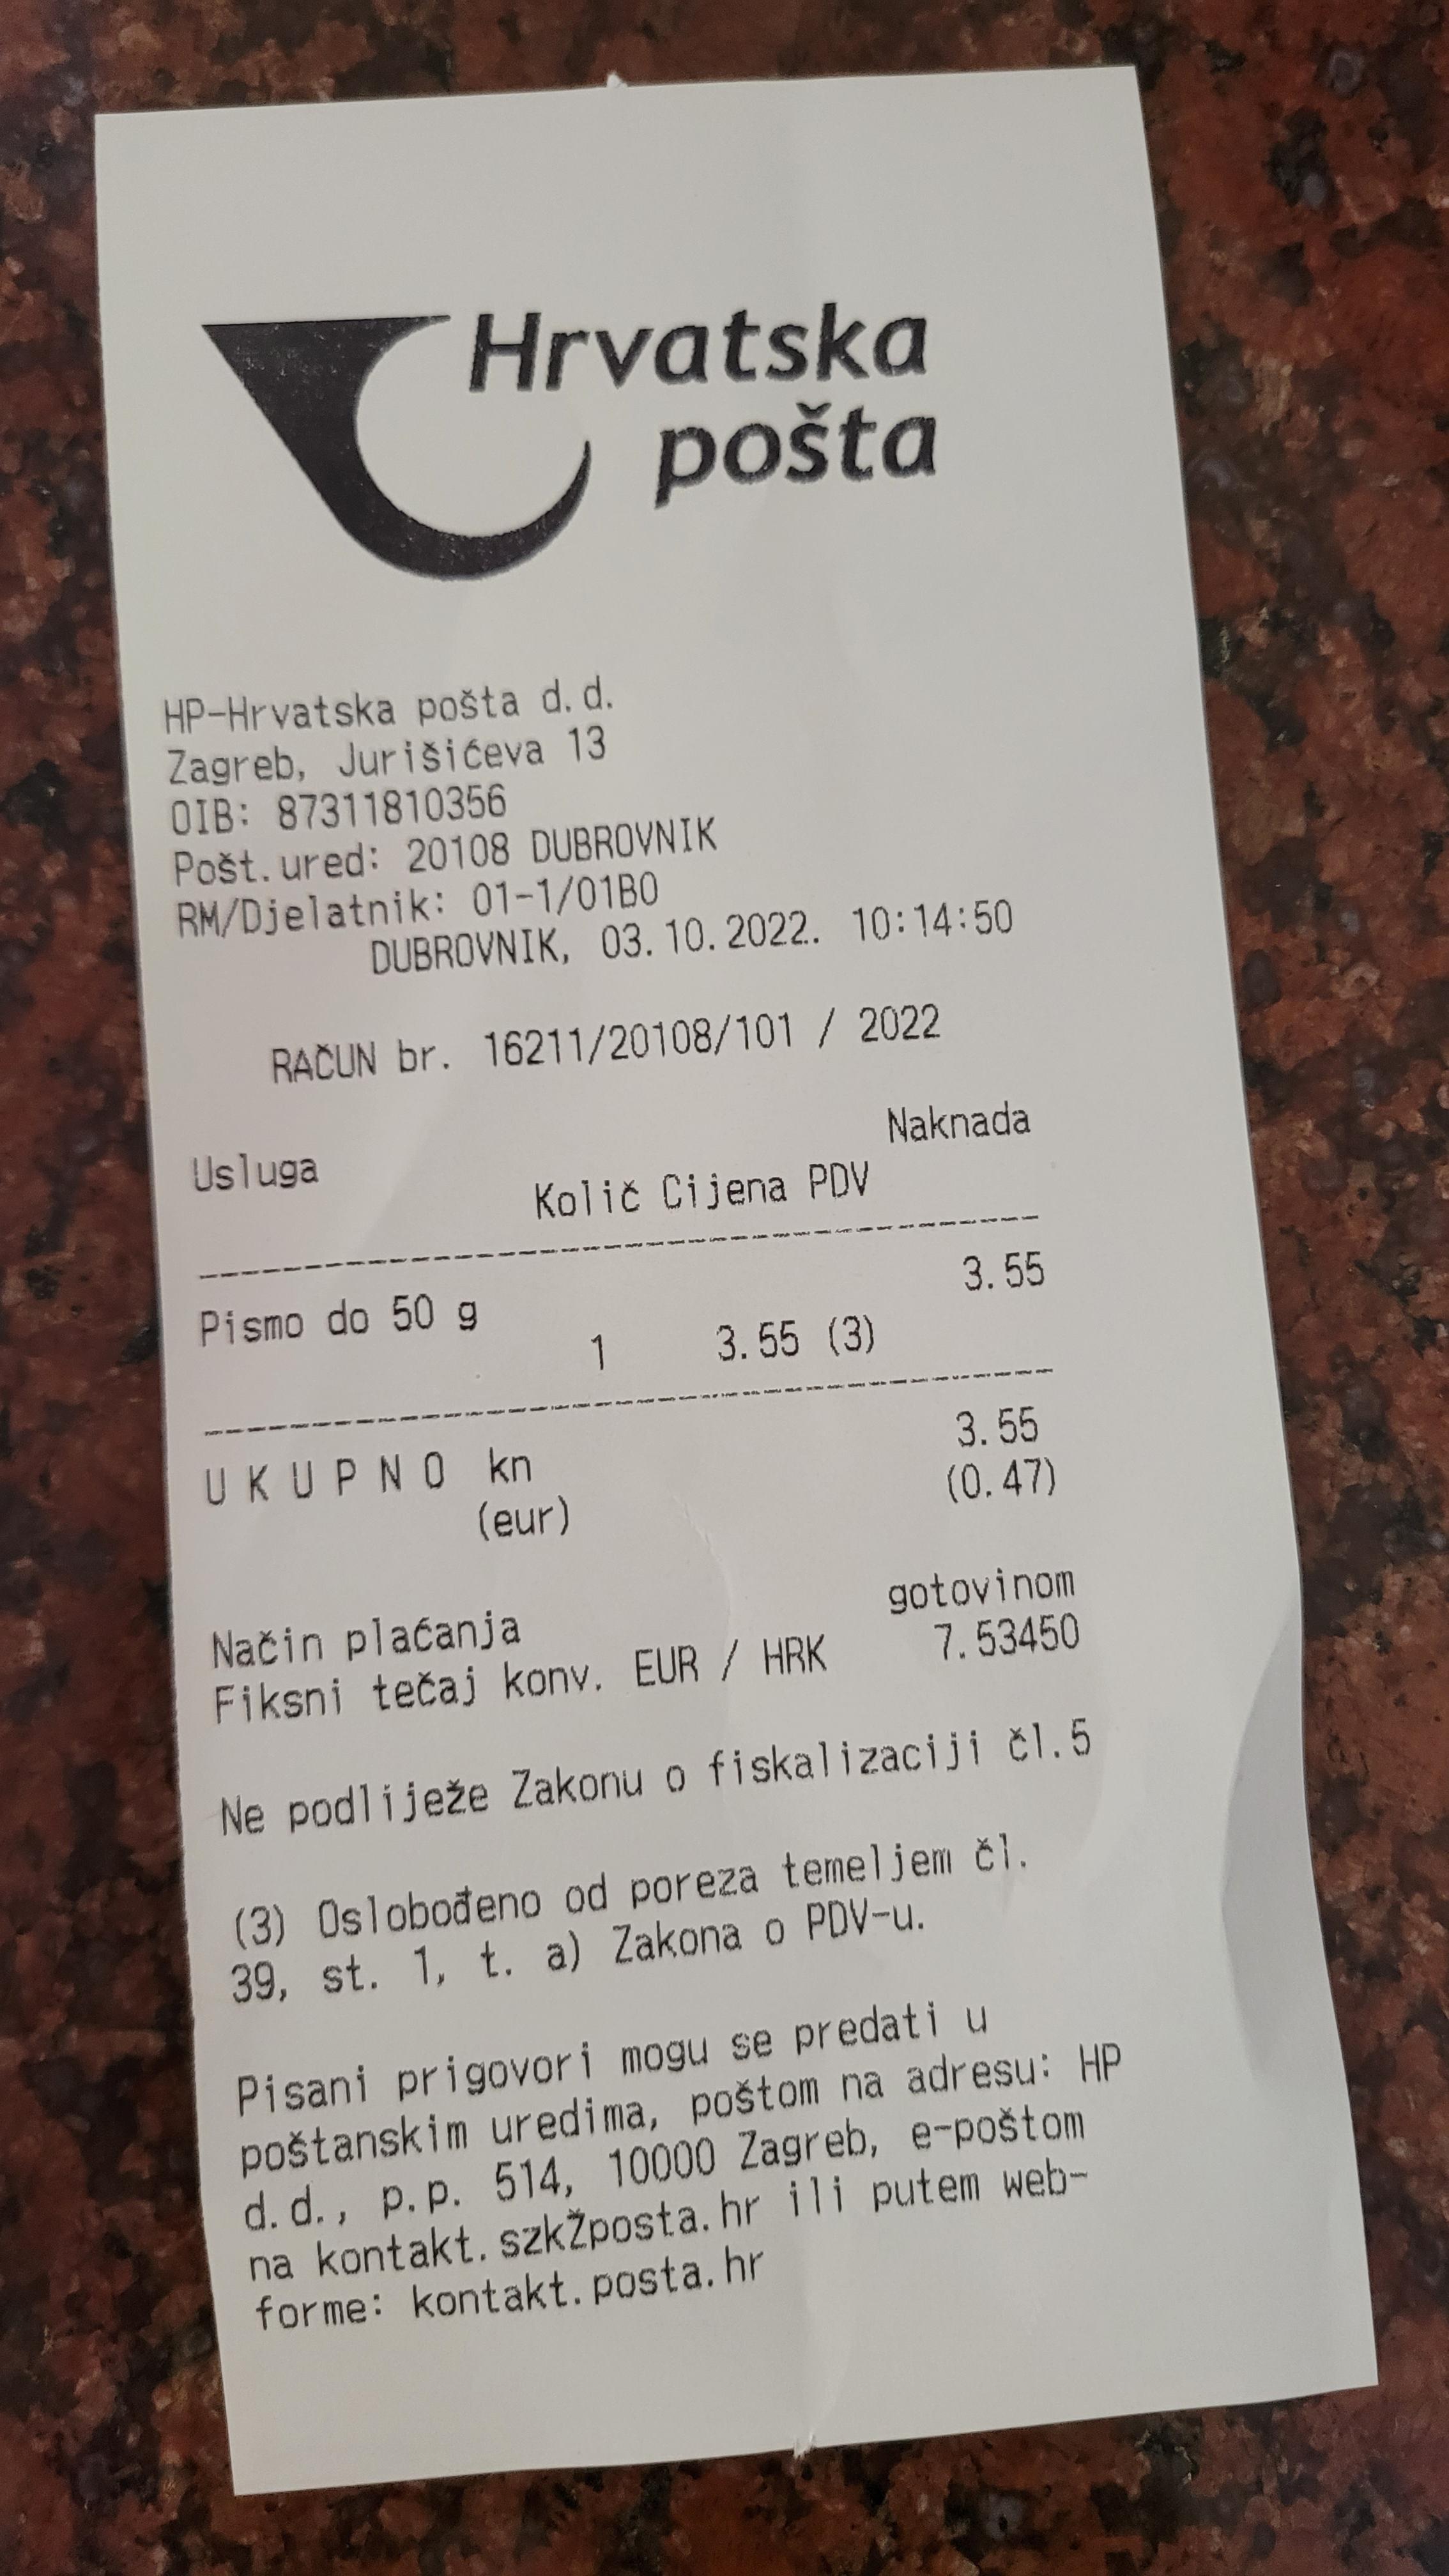 Hrvatska
pošta
HP-Hrvatska pošta d.d.
Zagreb, Jurišićeva 13
OIB: 87311810356
Pošt.ured: 20108 DUBROVNIK
RM/Djelatnik: 01-1/01BO
DUBROVNIK, 03.10.2022. 10:14:50
RAČUN br. 16211/20108/101 / 2022
Usluga Naknada
Količ Cijena PDV
Pismo do 50 g 3.55
1 3.55 (3)
U K U P N O kn 3.55
(eur) (0.47)
Način plaćanja gotovinom
Fiksni tečaj konv. EUR / HRK 7.53450
Ne podliježe Zakonu o fiskalizaciji čl.5
(3) Oslobođeno od poreza temeljem čl.
39, st. 1, t. a) Zakona o PDV-u.
Pisani prigovori mogu se predati u
poštanskim uredima, poštom na adresu: HP
d.d., p.p. 514, 10000 Zagreb, e-poštom
na kontakt.szkŽposta.hr ili putem web-
forme: kontakt.posta.hr